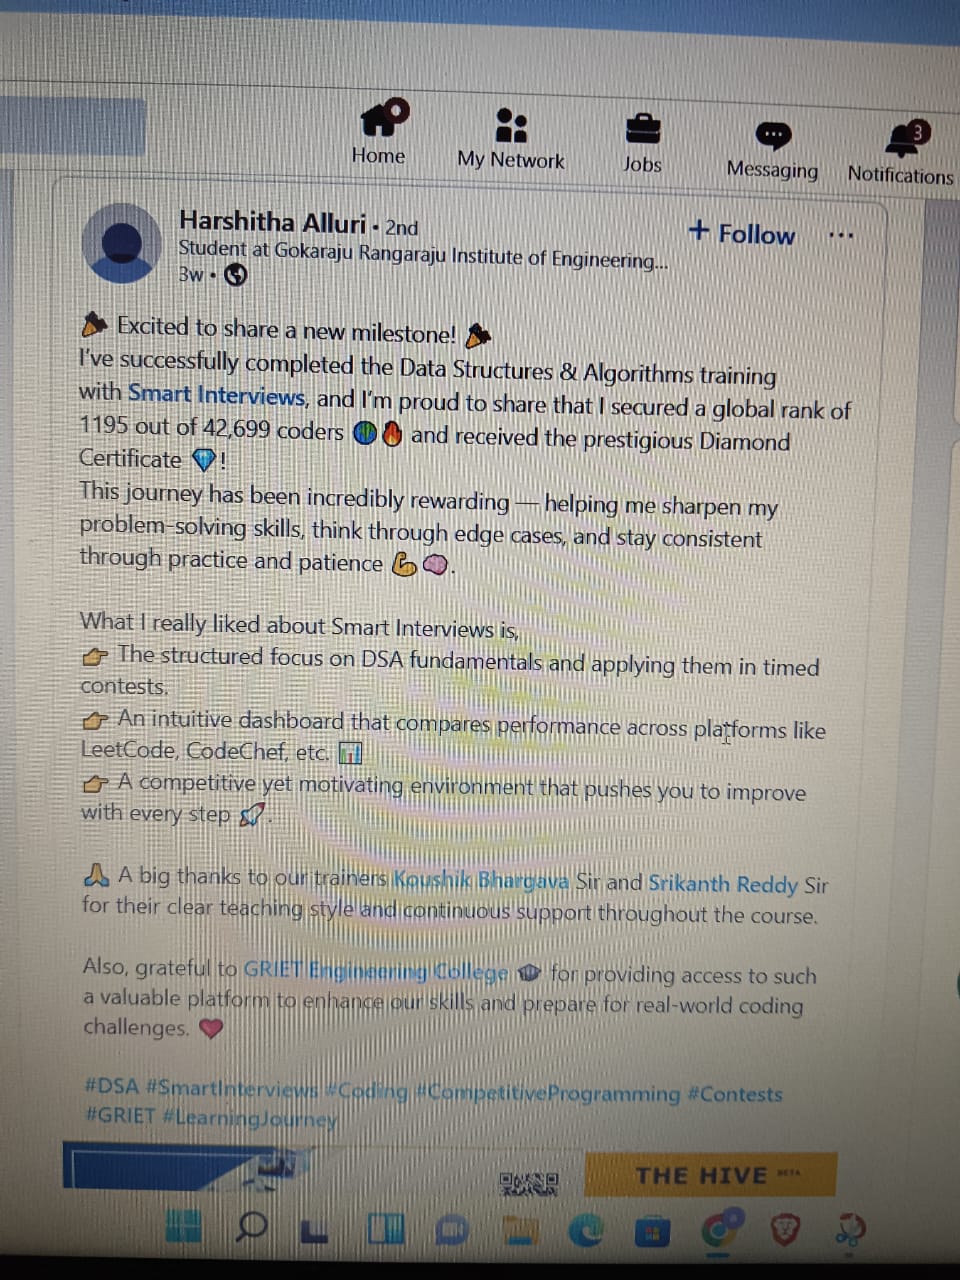 3
Home
My Network
Jobs
Messaging
Notifications
Harshitha Alluri • 2nd
+ Follow ...
Student at Gokaraju Rangaraju Institute of Engineering...
3w •
🎉 Excited to share a new milestone! 🎉
I've successfully completed the Data Structures & Algorithms training
with Smart Interviews, and I'm proud to share that I secured a global rank of
1195 out of 42,699 coders 🌍🔥 and received the prestigious Diamond
Certificate 💎!
This journey has been incredibly rewarding — helping me sharpen my
problem-solving skills, think through edge cases, and stay consistent
through practice and patience 💪🧠.
What I really liked about Smart Interviews is,
👉 The structured focus on DSA fundamentals and applying them in timed
contests.
👉 An intuitive dashboard that compares performance across platforms like
LeetCode, CodeChef, etc. 📊
👉 A competitive yet motivating environment that pushes you to improve
with every step 🚀.
🙏 A big thanks to our trainers Koushik Bhargava Sir and Srikanth Reddy Sir
for their clear teaching style and continuous support throughout the course.
Also, grateful to GRIET Engineering College 🎓 for providing access to such
a valuable platform to enhance our skills and prepare for real-world coding
challenges. ❤️
#DSA #SmartInterviews #Coding #CompetitiveProgramming #Contests
#GRIET #LearningJourney
THE HIVE BETA